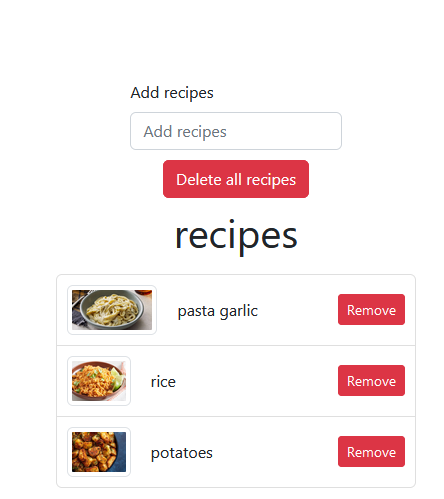 Add recipes
Add recipes
Delete all recipes
recipes
pasta garlic Remove
rice Remove
potatoes Remove